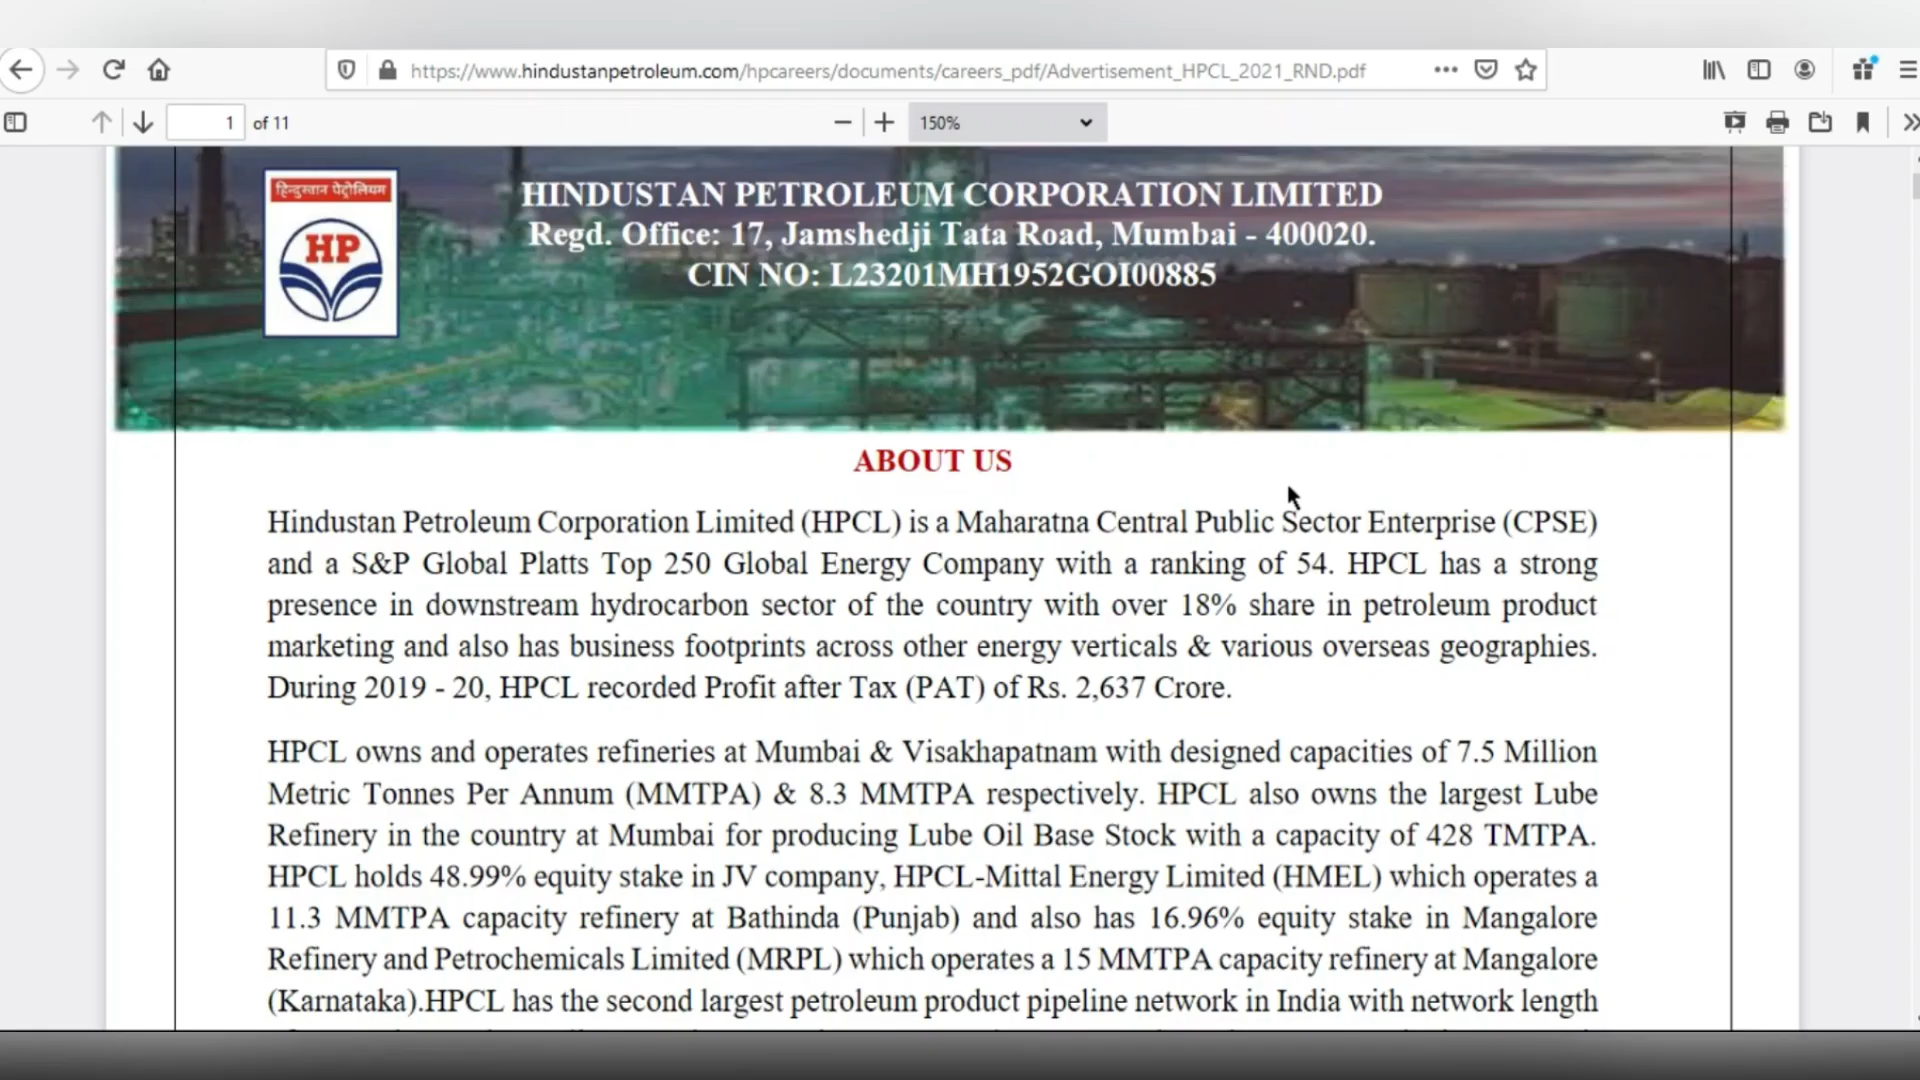 https://www.hindustanpetroleum.com/hpcareers/documents/careers_pdf/Advertisement_HPCL_2021_RND.pdf
1 of 11
150%
हिन्दुस्तान पेट्रोलियम
HP
HINDUSTAN PETROLEUM CORPORATION LIMITED
Regd. Office: 17, Jamshedji Tata Road, Mumbai - 400020.
CIN NO: L23201MH1952GOI00885
ABOUT US
Hindustan Petroleum Corporation Limited (HPCL) is a Maharatna Central Public Sector Enterprise (CPSE)
and a S&P Global Platts Top 250 Global Energy Company with a ranking of 54. HPCL has a strong
presence in downstream hydrocarbon sector of the country with over 18% share in petroleum product
marketing and also has business footprints across other energy verticals & various overseas geographies.
During 2019 - 20, HPCL recorded Profit after Tax (PAT) of Rs. 2,637 Crore.
HPCL owns and operates refineries at Mumbai & Visakhapatnam with designed capacities of 7.5 Million
Metric Tonnes Per Annum (MMTPA) & 8.3 MMTPA respectively. HPCL also owns the largest Lube
Refinery in the country at Mumbai for producing Lube Oil Base Stock with a capacity of 428 TMTPA.
HPCL holds 48.99% equity stake in JV company, HPCL-Mittal Energy Limited (HMEL) which operates a
11.3 MMTPA capacity refinery at Bathinda (Punjab) and also has 16.96% equity stake in Mangalore
Refinery and Petrochemicals Limited (MRPL) which operates a 15 MMTPA capacity refinery at Mangalore
(Karnataka).HPCL has the second largest petroleum product pipeline network in India with network length